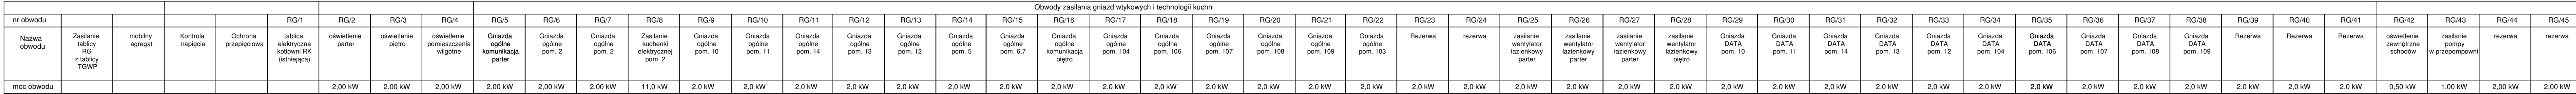 Obwody zasilania gniazd wtykowych i technologii kuchni
nr obwodu RG/1 RG/2 RG/3 RG/4 RG/5 RG/6 RG/7 RG/8 RG/9 RG/10 RG/11 RG/12 RG/13 RG/14 RG/15 RG/16 RG/17 RG/18 RG/19 RG/20 RG/21 RG/22 RG/23 RG/24 RG/25 RG/26 RG/27 RG/28 RG/29 RG/30 RG/31 RG/32 RG/33 RG/34 RG/35 RG/36 RG/37 RG/38 RG/39 RG/40 RG/41 RG/42 RG/43 RG/44 RG/45
Nazwa
obwodu
Zasilanie
tablicy
RG
z tablicy
TGWP
mobilny
agregat
Kontrola
napięcia
Ochrona
przepięciowa
tablica
elektryczna
kotłowni RK
(istniejąca)
oświetlenie
parter
oświetlenie
piętro
oświetlenie
pomieszczenia
wilgotne
Gniazda
ogólne
komunikacja
parter
Gniazda
ogólne
pom. 2
Gniazda
ogólne
pom. 2
Zasilanie
kuchenki
elektrycznej
pom. 2
Gniazda
ogólne
pom. 10
Gniazda
ogólne
pom. 11
Gniazda
ogólne
pom. 14
Gniazda
ogólne
pom. 13
Gniazda
ogólne
pom. 12
Gniazda
ogólne
pom. 5
Gniazda
ogólne
pom. 6,7
Gniazda
ogólne
komunikacja
piętro
Gniazda
ogólne
pom. 104
Gniazda
ogólne
pom. 106
Gniazda
ogólne
pom. 107
Gniazda
ogólne
pom. 108
Gniazda
ogólne
pom. 109
Gniazda
ogólne
pom. 103
Rezerwa
rezerwa
zasilanie
wentylator
łazienkowy
parter
zasilanie
wentylator
łazienkowy
parter
zasilanie
wentylator
łazienkowy
parter
zasilanie
wentylator
łazienkowy
piętro
Gniazda
DATA
pom. 10
Gniazda
DATA
pom. 11
Gniazda
DATA
pom. 14
Gniazda
DATA
pom. 13
Gniazda
DATA
pom. 12
Gniazda
DATA
pom. 104
Gniazda
DATA
pom. 106
Gniazda
DATA
pom. 107
Gniazda
DATA
pom. 108
Gniazda
DATA
pom. 109
Rezerwa
Rezerwa
Rezerwa
oświetlenie
zewnętrzne
schodów
zasilanie
pompy
w przepompowni
rezerwa
rezerwa
moc obwodu 2,00 kW 2,00 kW 2,00 kW 2,00 kW 2,00 kW 2,00 kW 11,0 kW 2,0 kW 2,0 kW 2,0 kW 2,0 kW 2,0 kW 2,0 kW 2,0 kW 2,0 kW 2,0 kW 2,0 kW 2,0 kW 2,0 kW 2,0 kW 2,0 kW 2,0 kW 2,0 kW 2,0 kW 2,0 kW 2,0 kW 2,0 kW 2,0 kW 2,0 kW 2,0 kW 2,0 kW 2,0 kW 2,0 kW 2,0 kW 2,0 kW 2,0 kW 2,0 kW 2,0 kW 2,0 kW 2,0 kW 0,50 kW 1,00 kW 2,00 kW 2,00 kW